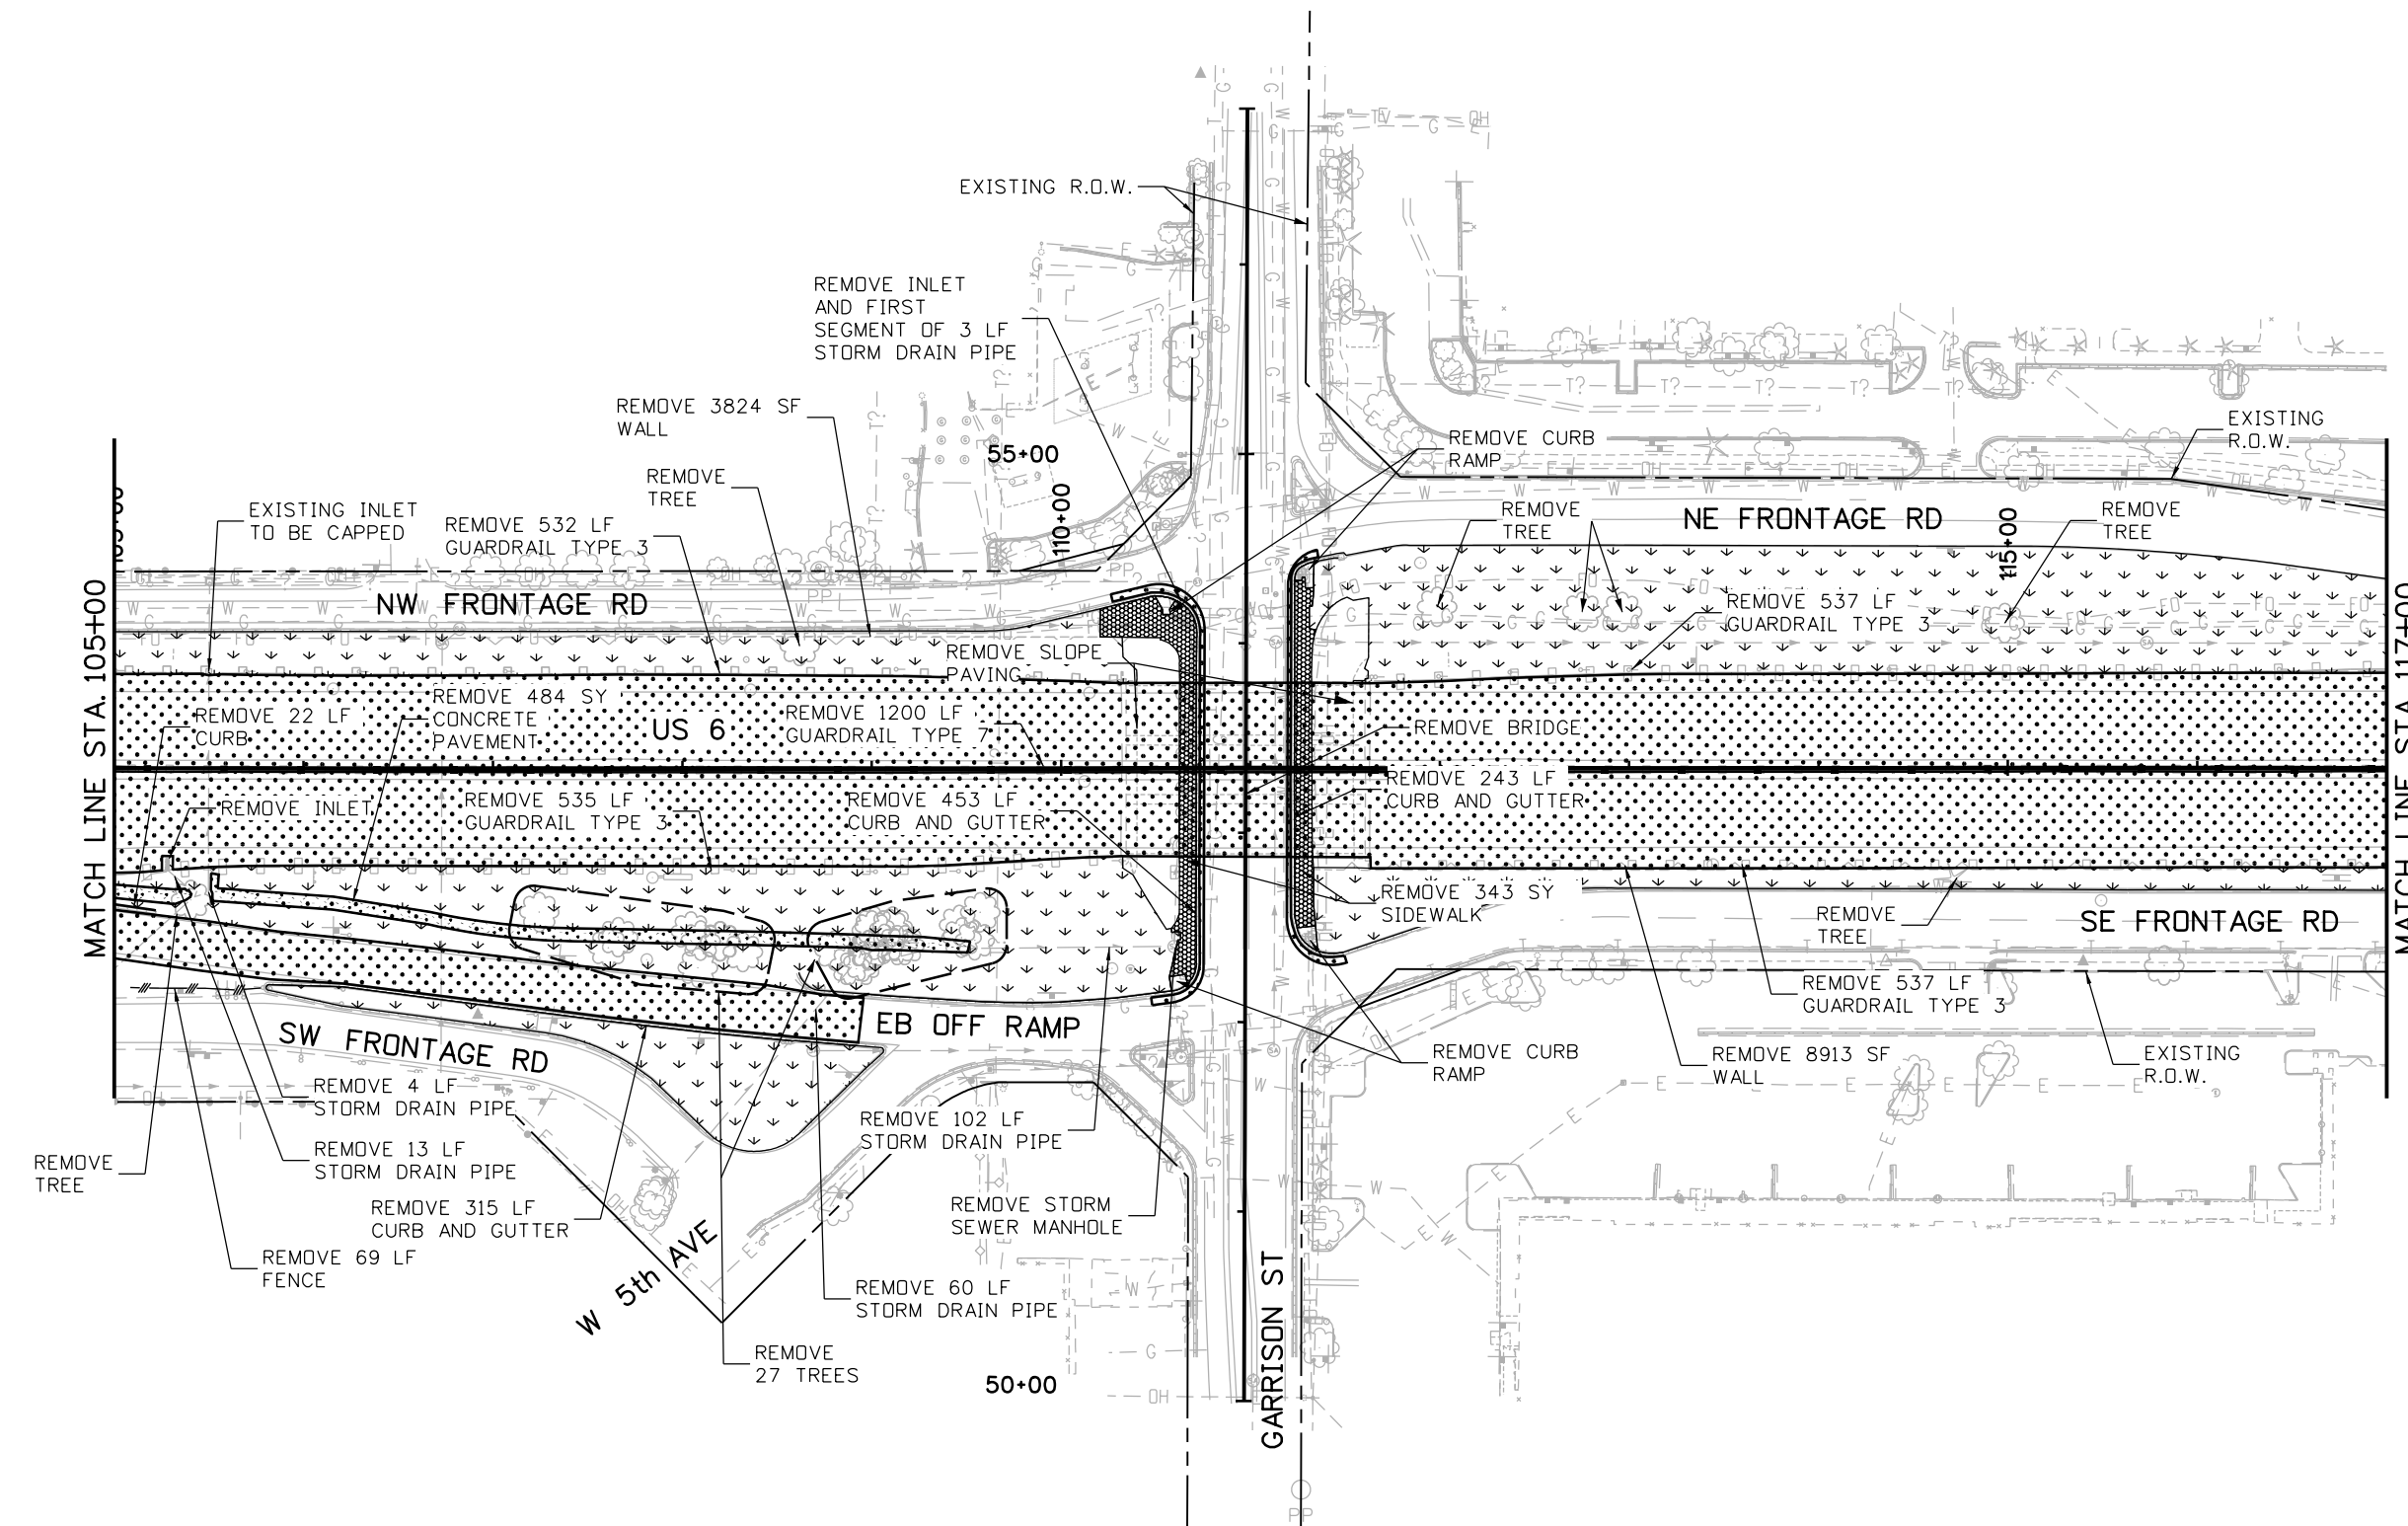 EXISTING R.O.W.
REMOVE INLET
AND FIRST
SEGMENT OF 3 LF
STORM DRAIN PIPE
REMOVE 3824 SF
WALL
REMOVE
TREE
EXISTING INLET
TO BE CAPPED
REMOVE 532 LF
GUARDRAIL TYPE 3
55+00
110+00
REMOVE CURB
RAMP
EXISTING
R.O.W.
REMOVE
TREE
NE FRONTAGE RD
115+00
REMOVE
TREE
NW FRONTAGE RD
REMOVE 537 LF
GUARDRAIL TYPE 3
REMOVE SLOPE
PAVING
MATCH LINE STA. 105+00
REMOVE 22 LF
CURB
REMOVE 484 SY
CONCRETE
PAVEMENT
US 6
REMOVE 1200 LF
GUARDRAIL TYPE 7
REMOVE BRIDGE
MATCH LINE STA. 117+00
REMOVE INLET
REMOVE 535 LF
GUARDRAIL TYPE 3
REMOVE 453 LF
CURB AND GUTTER
REMOVE 243 LF
CURB AND GUTTER
REMOVE 343 SY
SIDEWALK
REMOVE
TREE
SE FRONTAGE RD
REMOVE 537 LF
GUARDRAIL TYPE 3
SW FRONTAGE RD
EB OFF RAMP
REMOVE CURB
RAMP
REMOVE 8913 SF
WALL
EXISTING
R.O.W.
REMOVE 4 LF
STORM DRAIN PIPE
REMOVE 102 LF
STORM DRAIN PIPE
REMOVE 13 LF
STORM DRAIN PIPE
REMOVE
TREE
REMOVE 315 LF
CURB AND GUTTER
REMOVE STORM
SEWER MANHOLE
REMOVE 69 LF
FENCE
W 5th AVE
REMOVE 60 LF
STORM DRAIN PIPE
GARRISON ST
REMOVE
27 TREES
50+00
PP